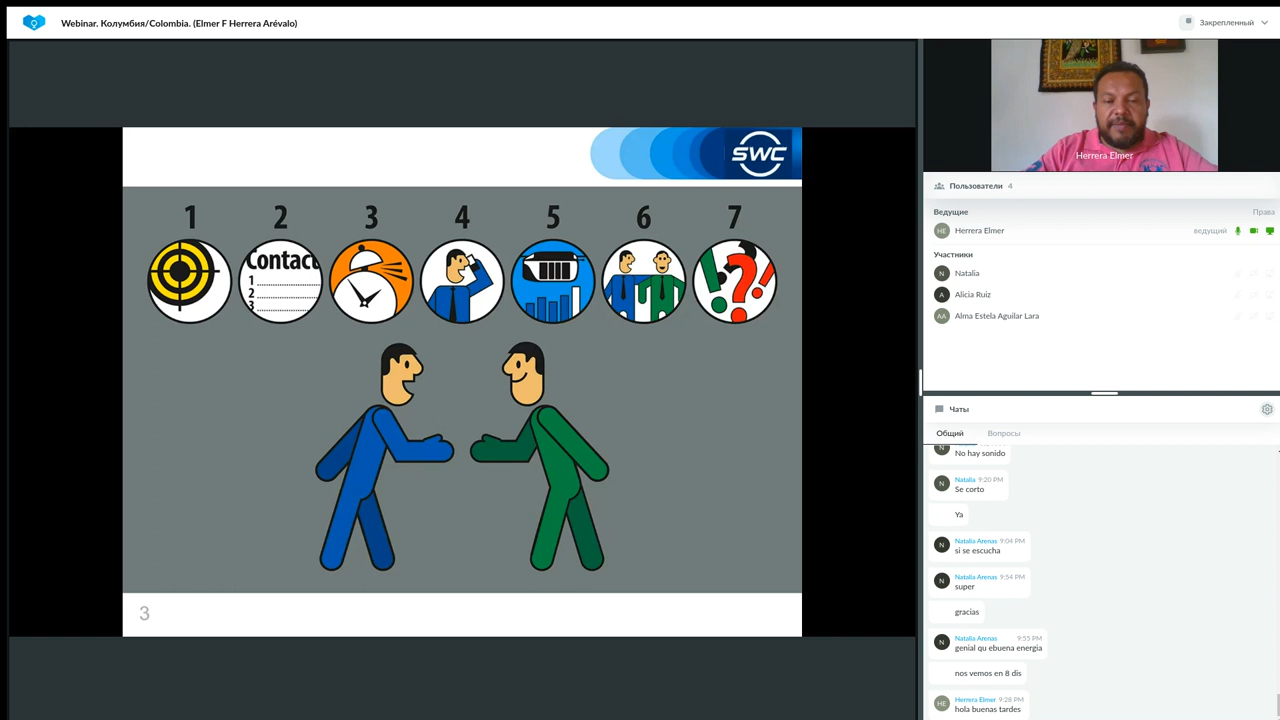 Webinar. Колумбия/Colombia. (Elmer F Herrera Arévalo)
Закрепленный
SWC
1 2 3 4 5 6 7
Contact
1
2
3
3
Herrera Elmer
Пользователи 4
Ведущие Права
HE Herrera Elmer ведущий
Участники
N Natalia
A Alicia Ruiz
AA Alma Estela Aguilar Lara
Чаты
Общий Вопросы
N No hay sonido
N Natalia 9:20 PM
Se corto
Ya
N Natalia Arenas 9:04 PM
si se escucha
N Natalia Arenas 9:54 PM
super
gracias
N Natalia Arenas 9:55 PM
genial qu ebuena energia
nos vemos en 8 dis
HE Herrera Elmer 9:28 PM
hola buenas tardes